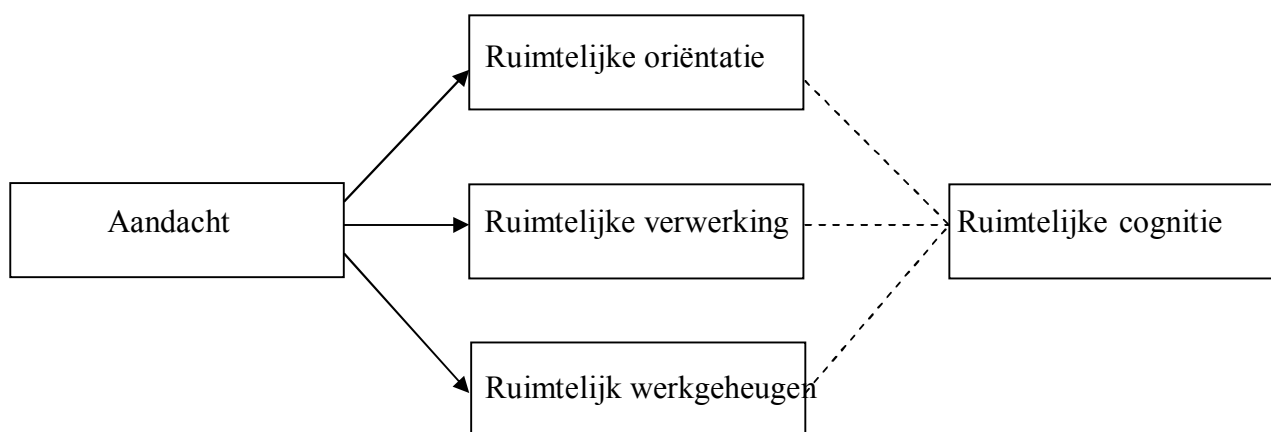 Ruimtelijke oriëntatie
Aandacht
Ruimtelijke verwerking
Ruimtelijke cognitie
Ruimtelijk werkgeheugen